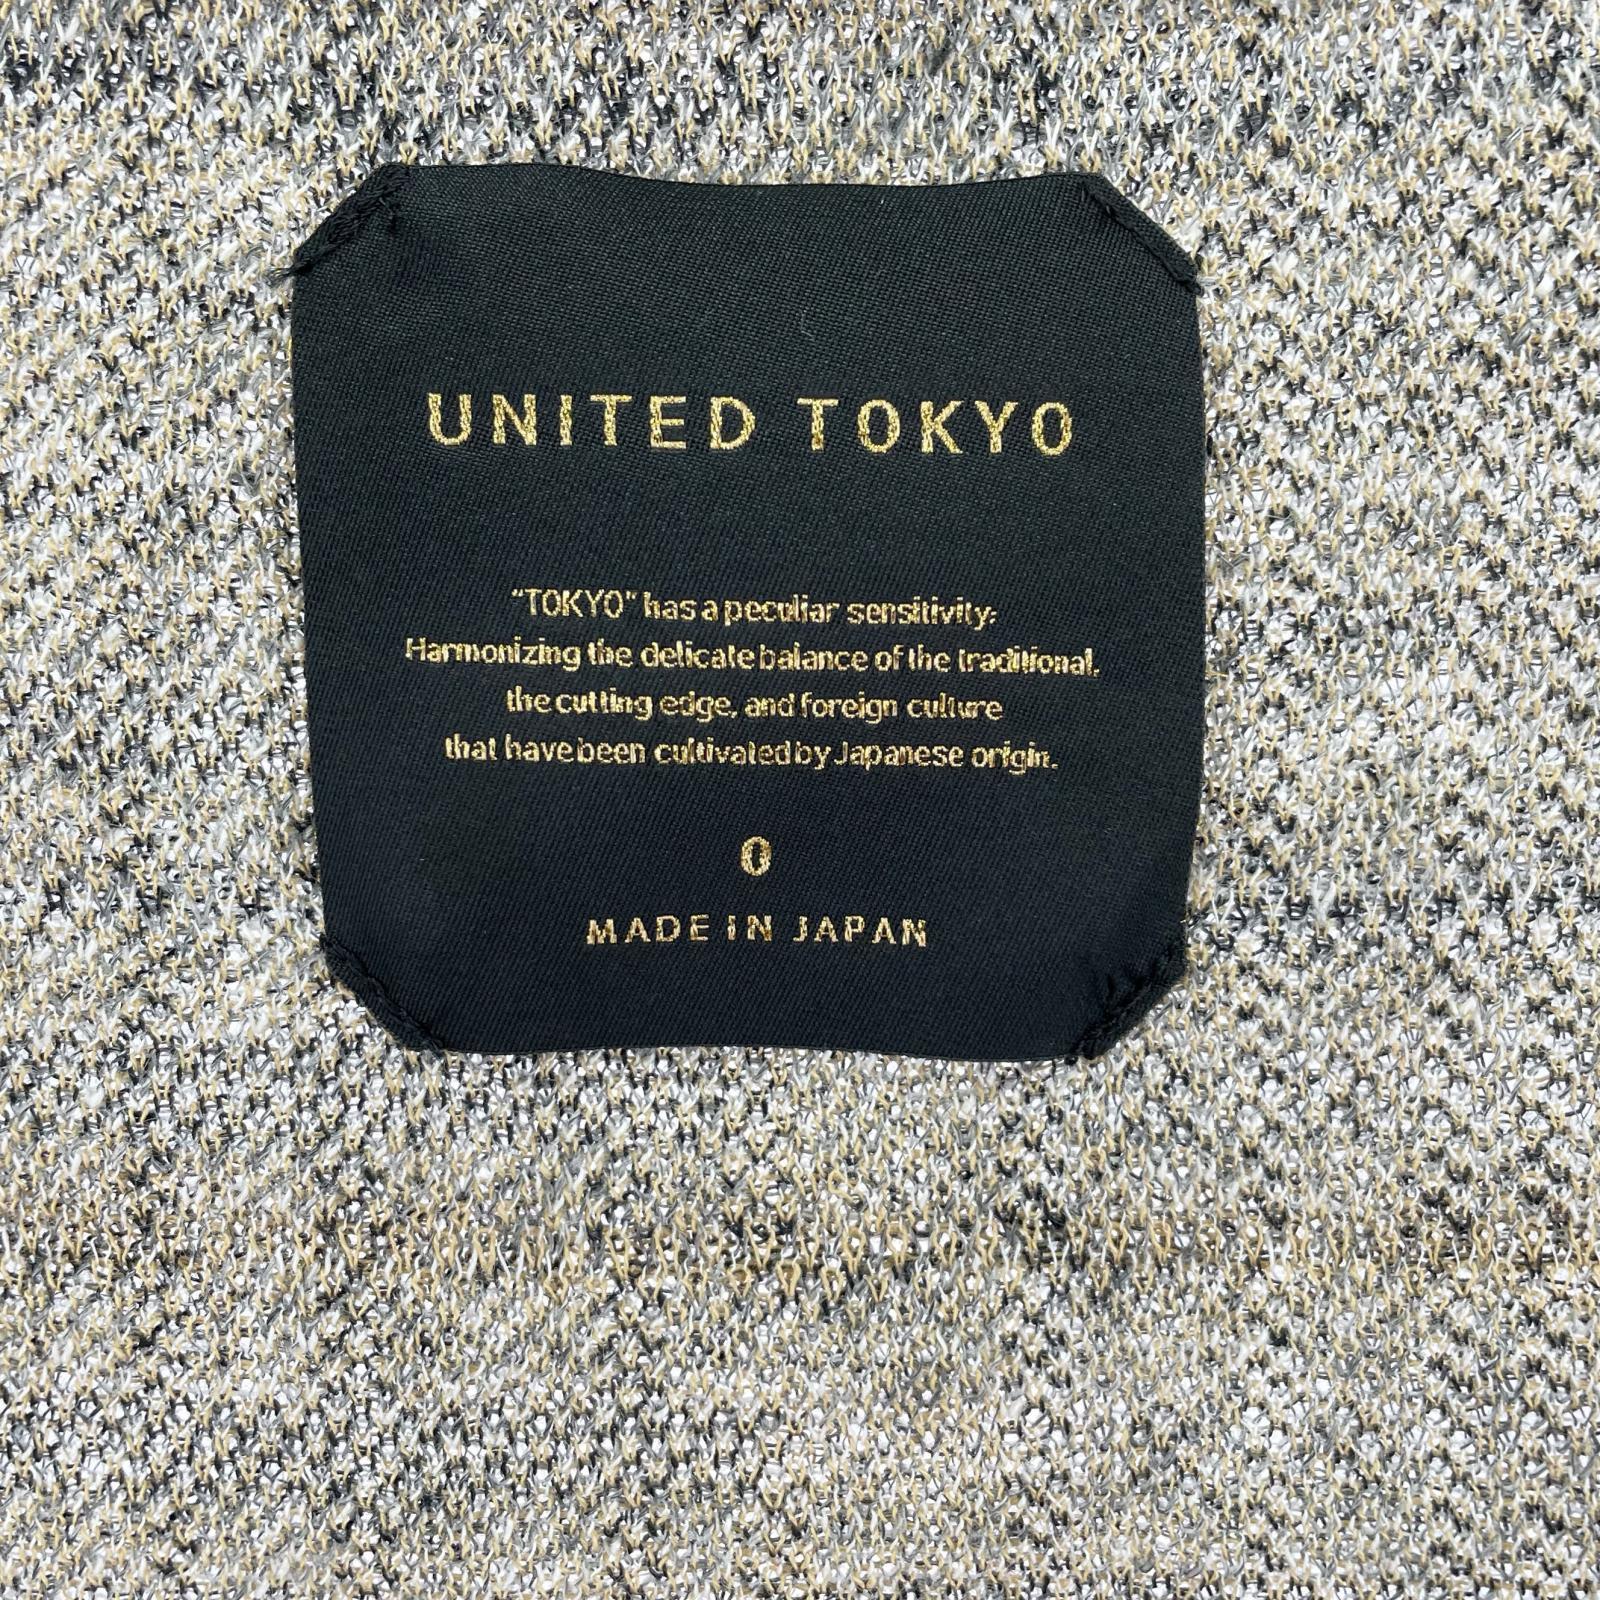 UNITED TOKYO
"TOKYO" has a peculiar sensitivity;
Harmonizing the delicate balance of the traditional,
the cutting edge, and foreign culture
that have been cultivated by Japanese origin.
0
MADE IN JAPAN